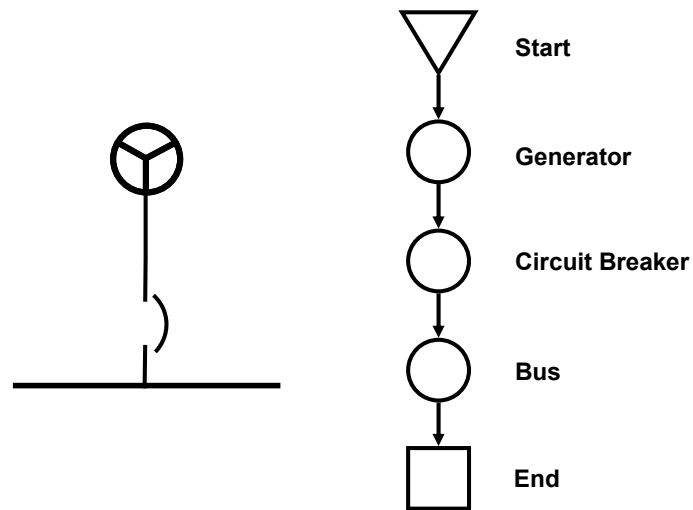 Start
Generator
Circuit Breaker
Bus
End